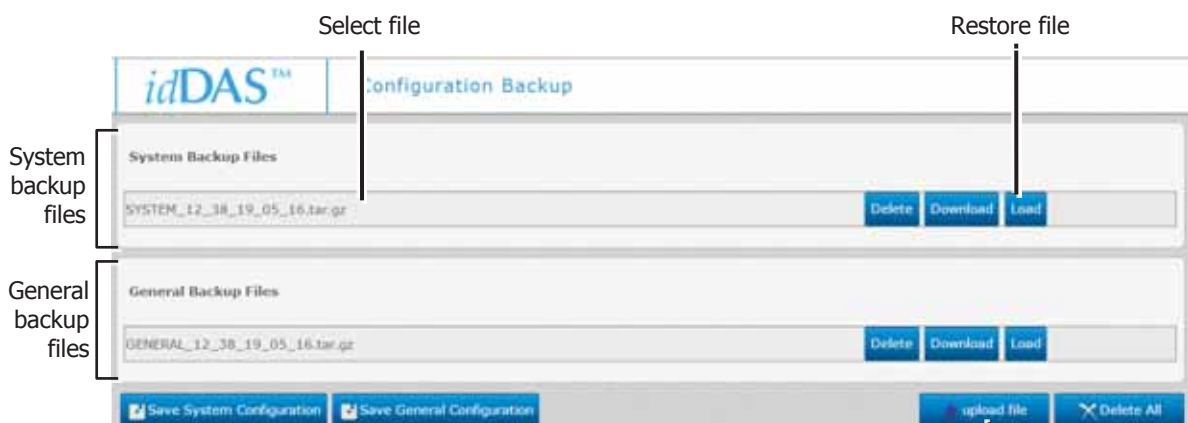 Select file
Restore file
idDAS™
Configuration Backup
System backup files
System Backup Files
SYSTEM_12_38_19_05_16.tar.gz
Delete Download Load
General backup files
General Backup Files
GENERAL_12_38_19_05_16.tar.gz
Delete Download Load
Save System Configuration Save General Configuration upload file Delete All